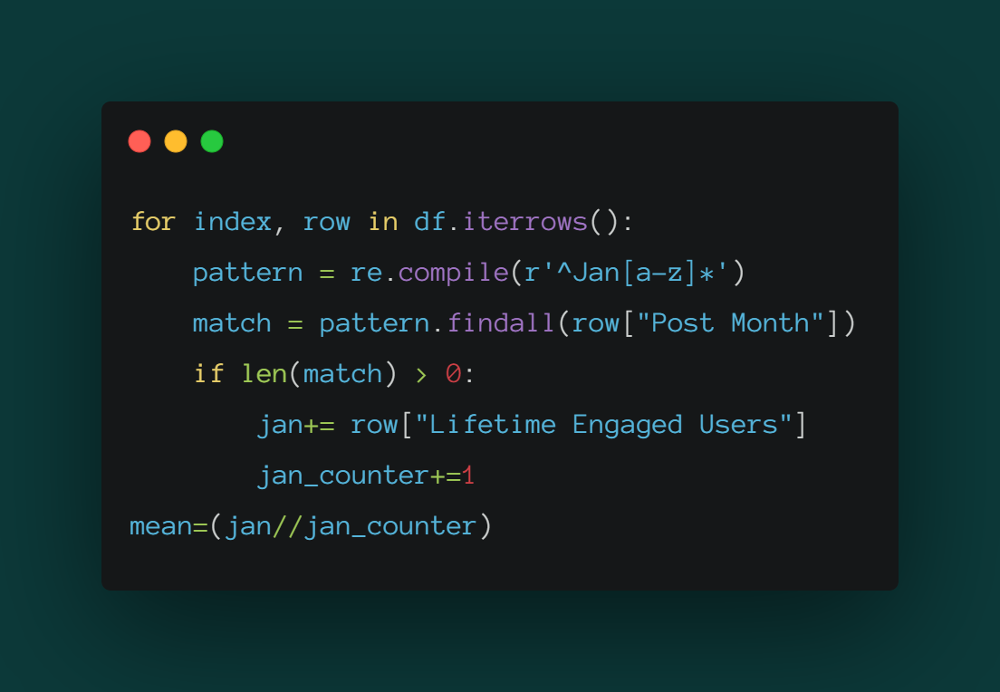 for index, row in df.iterrows():
    pattern = re.compile(r'^Jan[a-z]*')
    match = pattern.findall(row["Post Month"])
    if len(match) > 0:
        jan+= row["Lifetime Engaged Users"]
        jan_counter+=1
mean=(jan//jan_counter)